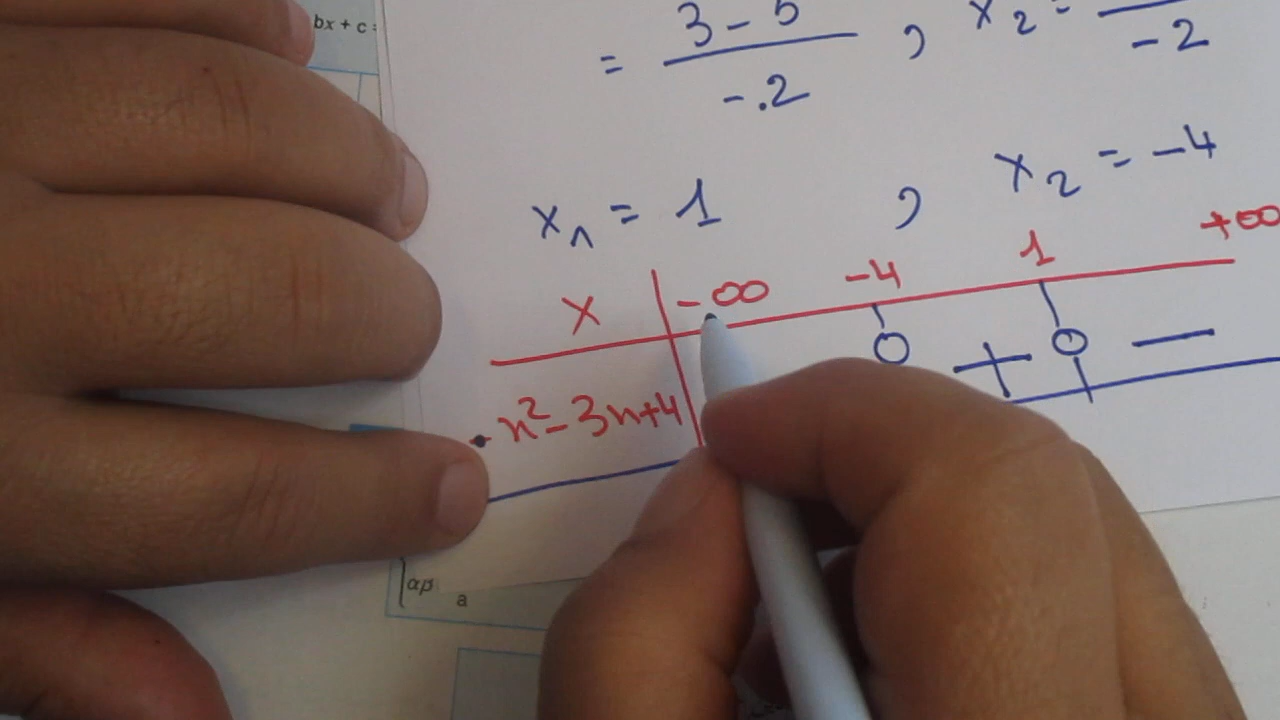 bx + c =
= 3 - 5 / -.2 , x2 = / -2
x1 = 1 , x2 = -4
x -∞ -4 1 +∞
- x² - 3x + 4 0 + 0 -
αβ
a